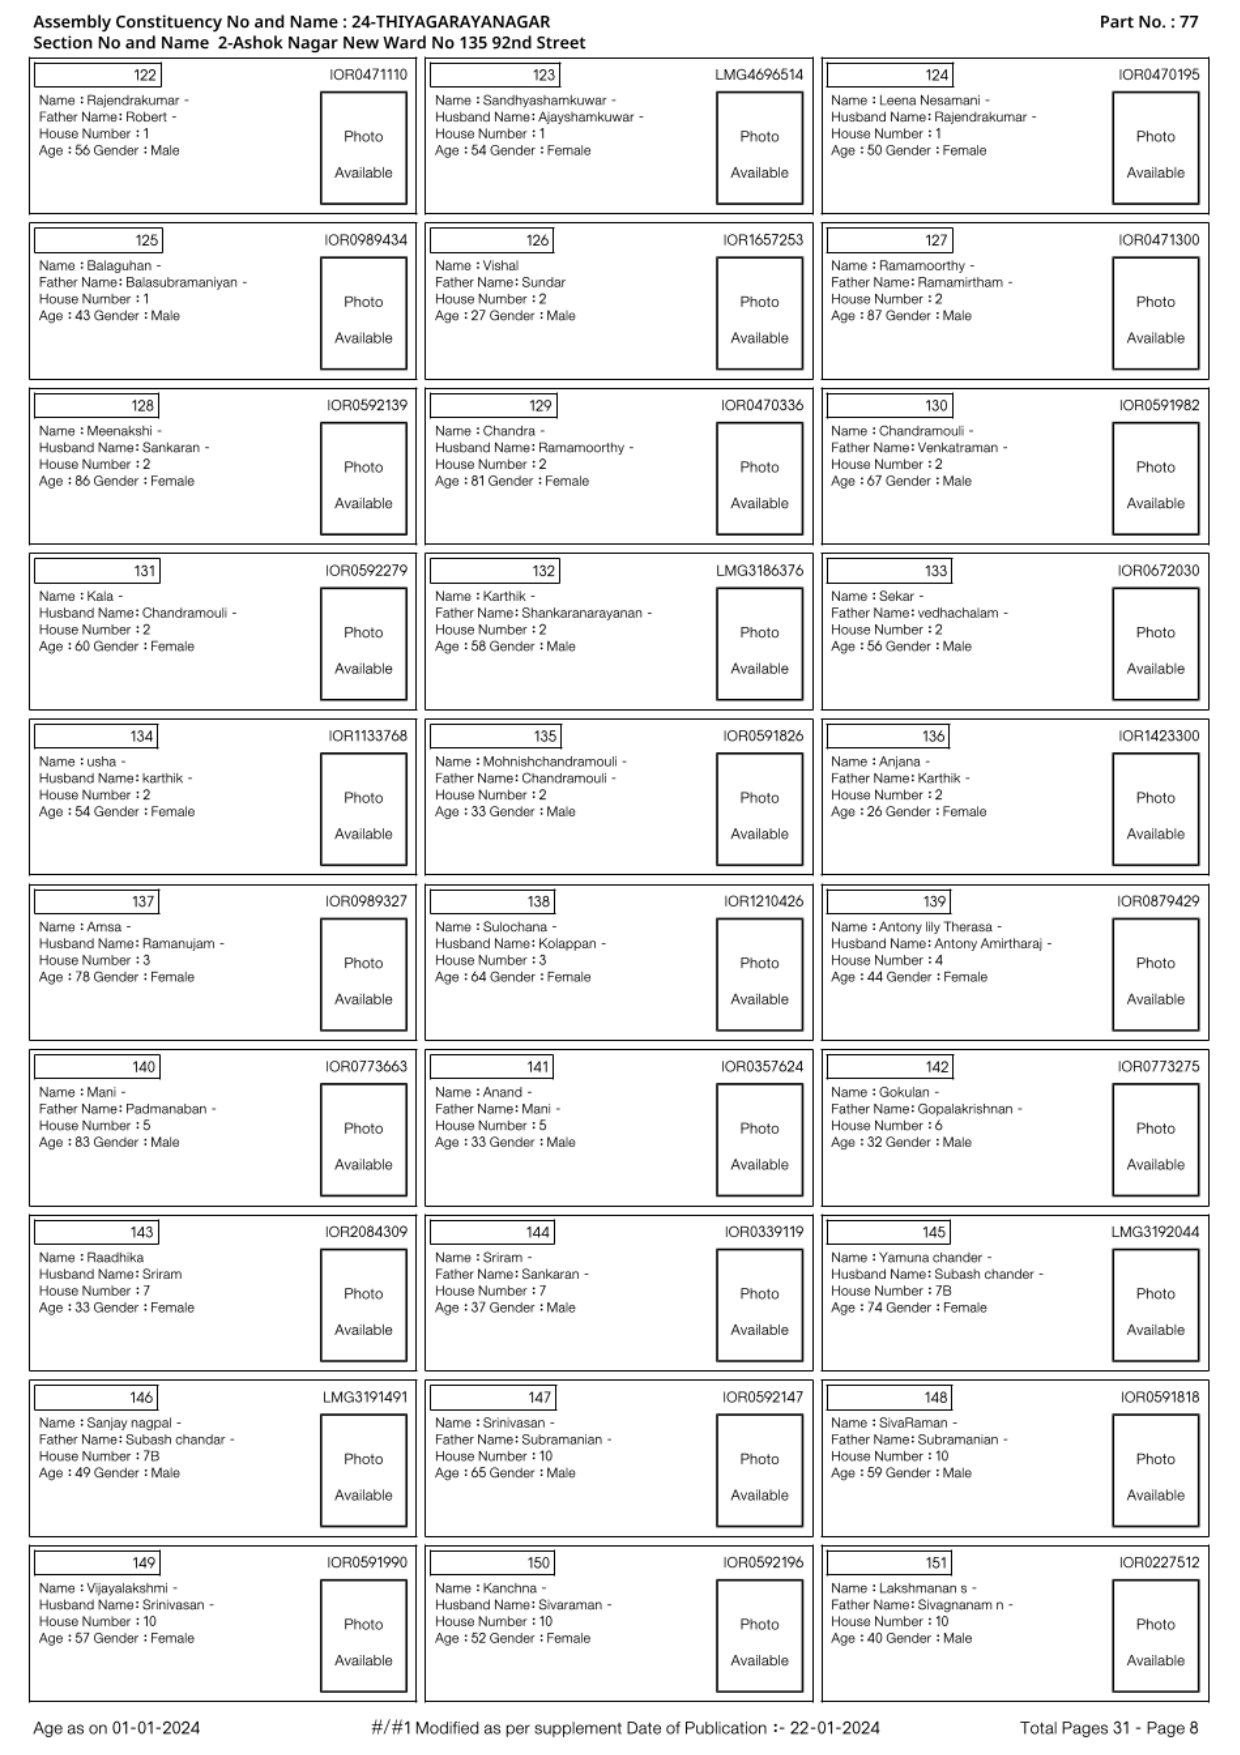 Assembly Constituency No and Name : 24-THIYAGARAYANAGAR
Part No. : 77
Section No and Name 2-Ashok Nagar New Ward No 135 92nd Street
122 IOR0471110
Name : Rajendrakumar -
Father Name: Robert -
House Number : 1
Age : 56 Gender : Male
Photo
Available
123 LMG4696514
Name : Sandhyashamkuwar -
Husband Name: Ajayshamkuwar -
House Number : 1
Age : 54 Gender : Female
Photo
Available
124 IOR0470195
Name : Leena Nesamani -
Husband Name: Rajendrakumar -
House Number : 1
Age : 50 Gender : Female
Photo
Available
125 IOR0989434
Name : Balaguhan -
Father Name: Balasubramaniyan -
House Number : 1
Age : 43 Gender : Male
Photo
Available
126 IOR1657253
Name : Vishal
Father Name: Sundar
House Number : 2
Age : 27 Gender : Male
Photo
Available
127 IOR0471300
Name : Ramamoorthy -
Father Name: Ramamirtham -
House Number : 2
Age : 87 Gender : Male
Photo
Available
128 IOR0592139
Name : Meenakshi -
Husband Name: Sankaran -
House Number : 2
Age : 86 Gender : Female
Photo
Available
129 IOR0470336
Name : Chandra -
Husband Name: Ramamoorthy -
House Number : 2
Age : 81 Gender : Female
Photo
Available
130 IOR0591982
Name : Chandramouli -
Father Name: Venkatraman -
House Number : 2
Age : 67 Gender : Male
Photo
Available
131 IOR0592279
Name : Kala -
Husband Name: Chandramouli -
House Number : 2
Age : 60 Gender : Female
Photo
Available
132 LMG3186376
Name : Karthik -
Father Name: Shankaranarayanan -
House Number : 2
Age : 58 Gender : Male
Photo
Available
133 IOR0672030
Name : Sekar -
Father Name: vedhachalam -
House Number : 2
Age : 56 Gender : Male
Photo
Available
134 IOR1133768
Name : usha -
Husband Name: karthik -
House Number : 2
Age : 54 Gender : Female
Photo
Available
135 IOR0591826
Name : Mohnishchandramouli -
Father Name: Chandramouli -
House Number : 2
Age : 33 Gender : Male
Photo
Available
136 IOR1423300
Name : Anjana -
Father Name: Karthik -
House Number : 2
Age : 26 Gender : Female
Photo
Available
137 IOR0989327
Name : Amsa -
Husband Name: Ramanujam -
House Number : 3
Age : 78 Gender : Female
Photo
Available
138 IOR1210426
Name : Sulochana -
Husband Name: Kolappan -
House Number : 3
Age : 64 Gender : Female
Photo
Available
139 IOR0879429
Name : Antony lily Therasa -
Husband Name: Antony Amirtharaj -
House Number : 4
Age : 44 Gender : Female
Photo
Available
140 IOR0773663
Name : Mani -
Father Name: Padmanaban -
House Number : 5
Age : 83 Gender : Male
Photo
Available
141 IOR0357624
Name : Anand -
Father Name: Mani -
House Number : 5
Age : 33 Gender : Male
Photo
Available
142 IOR0773275
Name : Gokulan -
Father Name: Gopalakrishnan -
House Number : 6
Age : 32 Gender : Male
Photo
Available
143 IOR2084309
Name : Raadhika
Husband Name: Sriram
House Number : 7
Age : 33 Gender : Female
Photo
Available
144 IOR0339119
Name : Sriram -
Father Name: Sankaran -
House Number : 7
Age : 37 Gender : Male
Photo
Available
145 LMG3192044
Name : Yamuna chander -
Husband Name: Subash chander -
House Number : 7B
Age : 74 Gender : Female
Photo
Available
146 LMG3191491
Name : Sanjay nagpal -
Father Name: Subash chandar -
House Number : 7B
Age : 49 Gender : Male
Photo
Available
147 IOR0592147
Name : Srinivasan -
Father Name: Subramanian -
House Number : 10
Age : 65 Gender : Male
Photo
Available
148 IOR0591818
Name : SivaRaman -
Father Name: Subramanian -
House Number : 10
Age : 59 Gender : Male
Photo
Available
149 IOR0591990
Name : Vijayalakshmi -
Husband Name: Srinivasan -
House Number : 10
Age : 57 Gender : Female
Photo
Available
150 IOR0592196
Name : Kanchna -
Husband Name: Sivaraman -
House Number : 10
Age : 52 Gender : Female
Photo
Available
151 IOR0227512
Name : Lakshmanan s -
Father Name: Sivagnanam n -
House Number : 10
Age : 40 Gender : Male
Photo
Available
Age as on 01-01-2024
#/#1 Modified as per supplement Date of Publication :- 22-01-2024
Total Pages 31 - Page 8